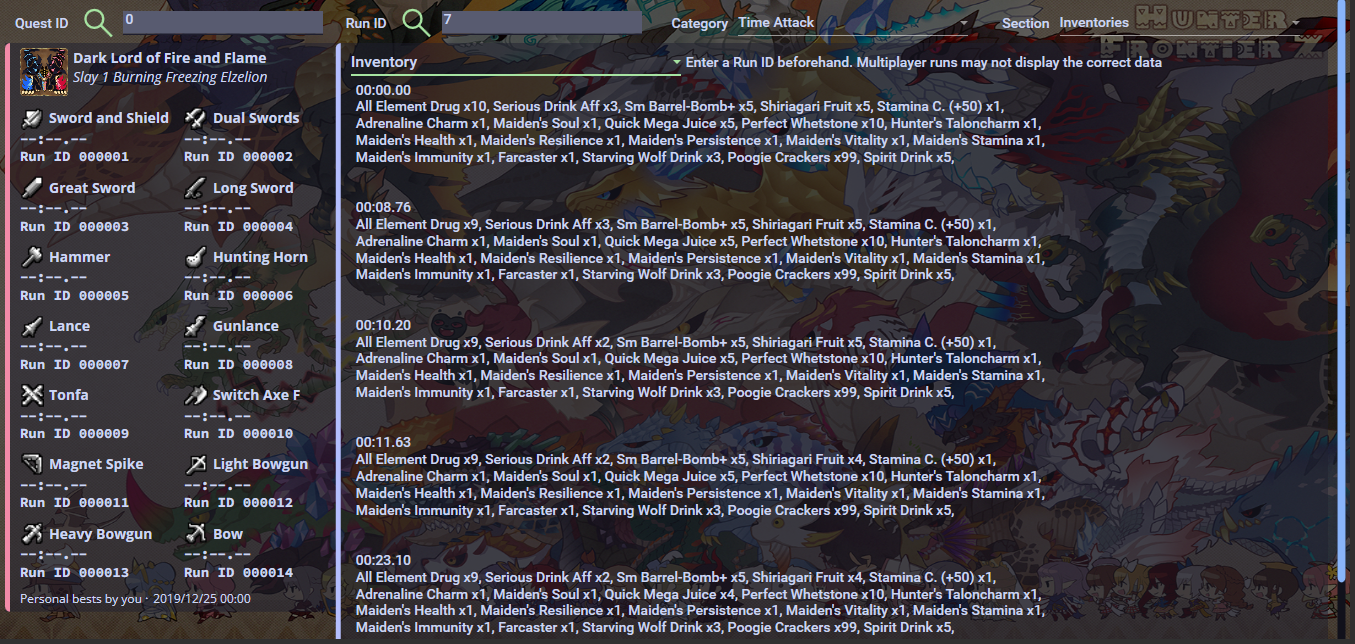 Quest ID 0 Run ID 7 Category Time Attack Section Inventories
HUNTER
FRONTIER Z
Dark Lord of Fire and Flame
Slay 1 Burning Freezing Elzelion
Sword and Shield Dual Swords
--:--.-- --:--.--
Run ID 000001 Run ID 000002
Great Sword Long Sword
--:--.-- --:--.--
Run ID 000003 Run ID 000004
Hammer Hunting Horn
--:--.-- --:--.--
Run ID 000005 Run ID 000006
Lance Gunlance
--:--.-- --:--.--
Run ID 000007 Run ID 000008
Tonfa Switch Axe F
--:--.-- --:--.--
Run ID 000009 Run ID 000010
Magnet Spike Light Bowgun
--:--.-- --:--.--
Run ID 000011 Run ID 000012
Heavy Bowgun Bow
--:--.-- --:--.--
Run ID 000013 Run ID 000014
Personal bests by you · 2019/12/25 00:00
Inventory Enter a Run ID beforehand. Multiplayer runs may not display the correct data
00:00.00
All Element Drug x10, Serious Drink Aff x3, Sm Barrel-Bomb+ x5, Shiriagari Fruit x5, Stamina C. (+50) x1,
Adrenaline Charm x1, Maiden's Soul x1, Quick Mega Juice x5, Perfect Whetstone x10, Hunter's Taloncharm x1,
Maiden's Health x1, Maiden's Resilience x1, Maiden's Persistence x1, Maiden's Vitality x1, Maiden's Stamina x1,
Maiden's Immunity x1, Farcaster x1, Starving Wolf Drink x3, Poogie Crackers x99, Spirit Drink x5,
00:08.76
All Element Drug x9, Serious Drink Aff x3, Sm Barrel-Bomb+ x5, Shiriagari Fruit x5, Stamina C. (+50) x1,
Adrenaline Charm x1, Maiden's Soul x1, Quick Mega Juice x5, Perfect Whetstone x10, Hunter's Taloncharm x1,
Maiden's Health x1, Maiden's Resilience x1, Maiden's Persistence x1, Maiden's Vitality x1, Maiden's Stamina x1,
Maiden's Immunity x1, Farcaster x1, Starving Wolf Drink x3, Poogie Crackers x99, Spirit Drink x5,
00:10.20
All Element Drug x9, Serious Drink Aff x2, Sm Barrel-Bomb+ x5, Shiriagari Fruit x5, Stamina C. (+50) x1,
Adrenaline Charm x1, Maiden's Soul x1, Quick Mega Juice x5, Perfect Whetstone x10, Hunter's Taloncharm x1,
Maiden's Health x1, Maiden's Resilience x1, Maiden's Persistence x1, Maiden's Vitality x1, Maiden's Stamina x1,
Maiden's Immunity x1, Farcaster x1, Starving Wolf Drink x3, Poogie Crackers x99, Spirit Drink x5,
00:11.63
All Element Drug x9, Serious Drink Aff x2, Sm Barrel-Bomb+ x5, Shiriagari Fruit x4, Stamina C. (+50) x1,
Adrenaline Charm x1, Maiden's Soul x1, Quick Mega Juice x5, Perfect Whetstone x10, Hunter's Taloncharm x1,
Maiden's Health x1, Maiden's Resilience x1, Maiden's Persistence x1, Maiden's Vitality x1, Maiden's Stamina x1,
Maiden's Immunity x1, Farcaster x1, Starving Wolf Drink x3, Poogie Crackers x99, Spirit Drink x5,
00:23.10
All Element Drug x9, Serious Drink Aff x2, Sm Barrel-Bomb+ x5, Shiriagari Fruit x4, Stamina C. (+50) x1,
Adrenaline Charm x1, Maiden's Soul x1, Quick Mega Juice x4, Perfect Whetstone x10, Hunter's Taloncharm x1,
Maiden's Health x1, Maiden's Resilience x1, Maiden's Persistence x1, Maiden's Vitality x1, Maiden's Stamina x1,
Maiden's Immunity x1, Farcaster x1, Starving Wolf Drink x3, Poogie Crackers x99, Spirit Drink x5,